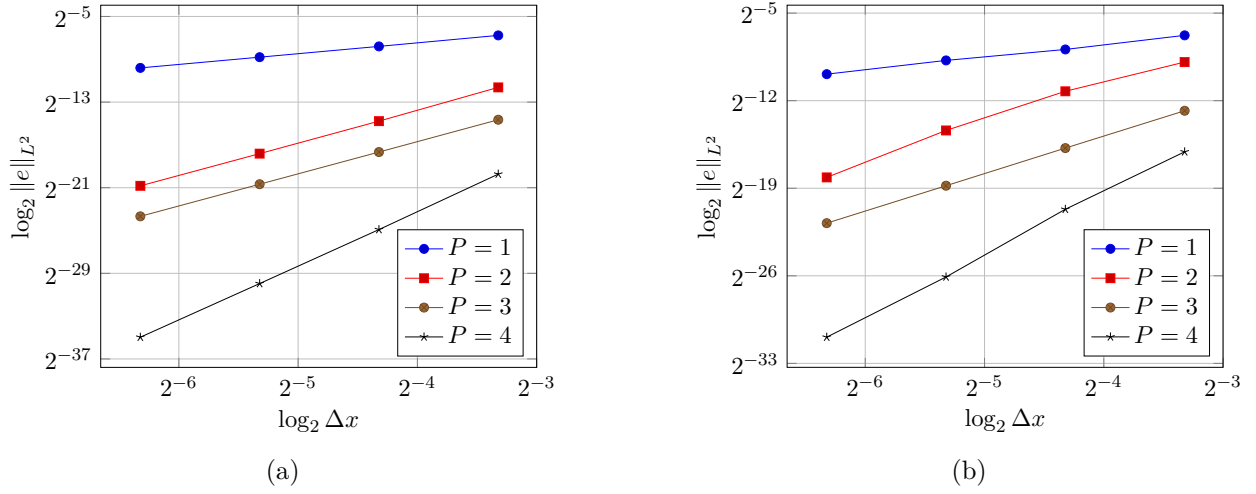 2^{-5}
2^{-13}
2^{-21}
2^{-29}
2^{-37}
log_2 ||e||_{L^2}
P = 1
P = 2
P = 3
P = 4
2^{-6} 2^{-5} 2^{-4} 2^{-3}
log_2 Δx
(a)
2^{-5}
2^{-12}
2^{-19}
2^{-26}
2^{-33}
log_2 ||e||_{L^2}
P = 1
P = 2
P = 3
P = 4
2^{-6} 2^{-5} 2^{-4} 2^{-3}
log_2 Δx
(b)